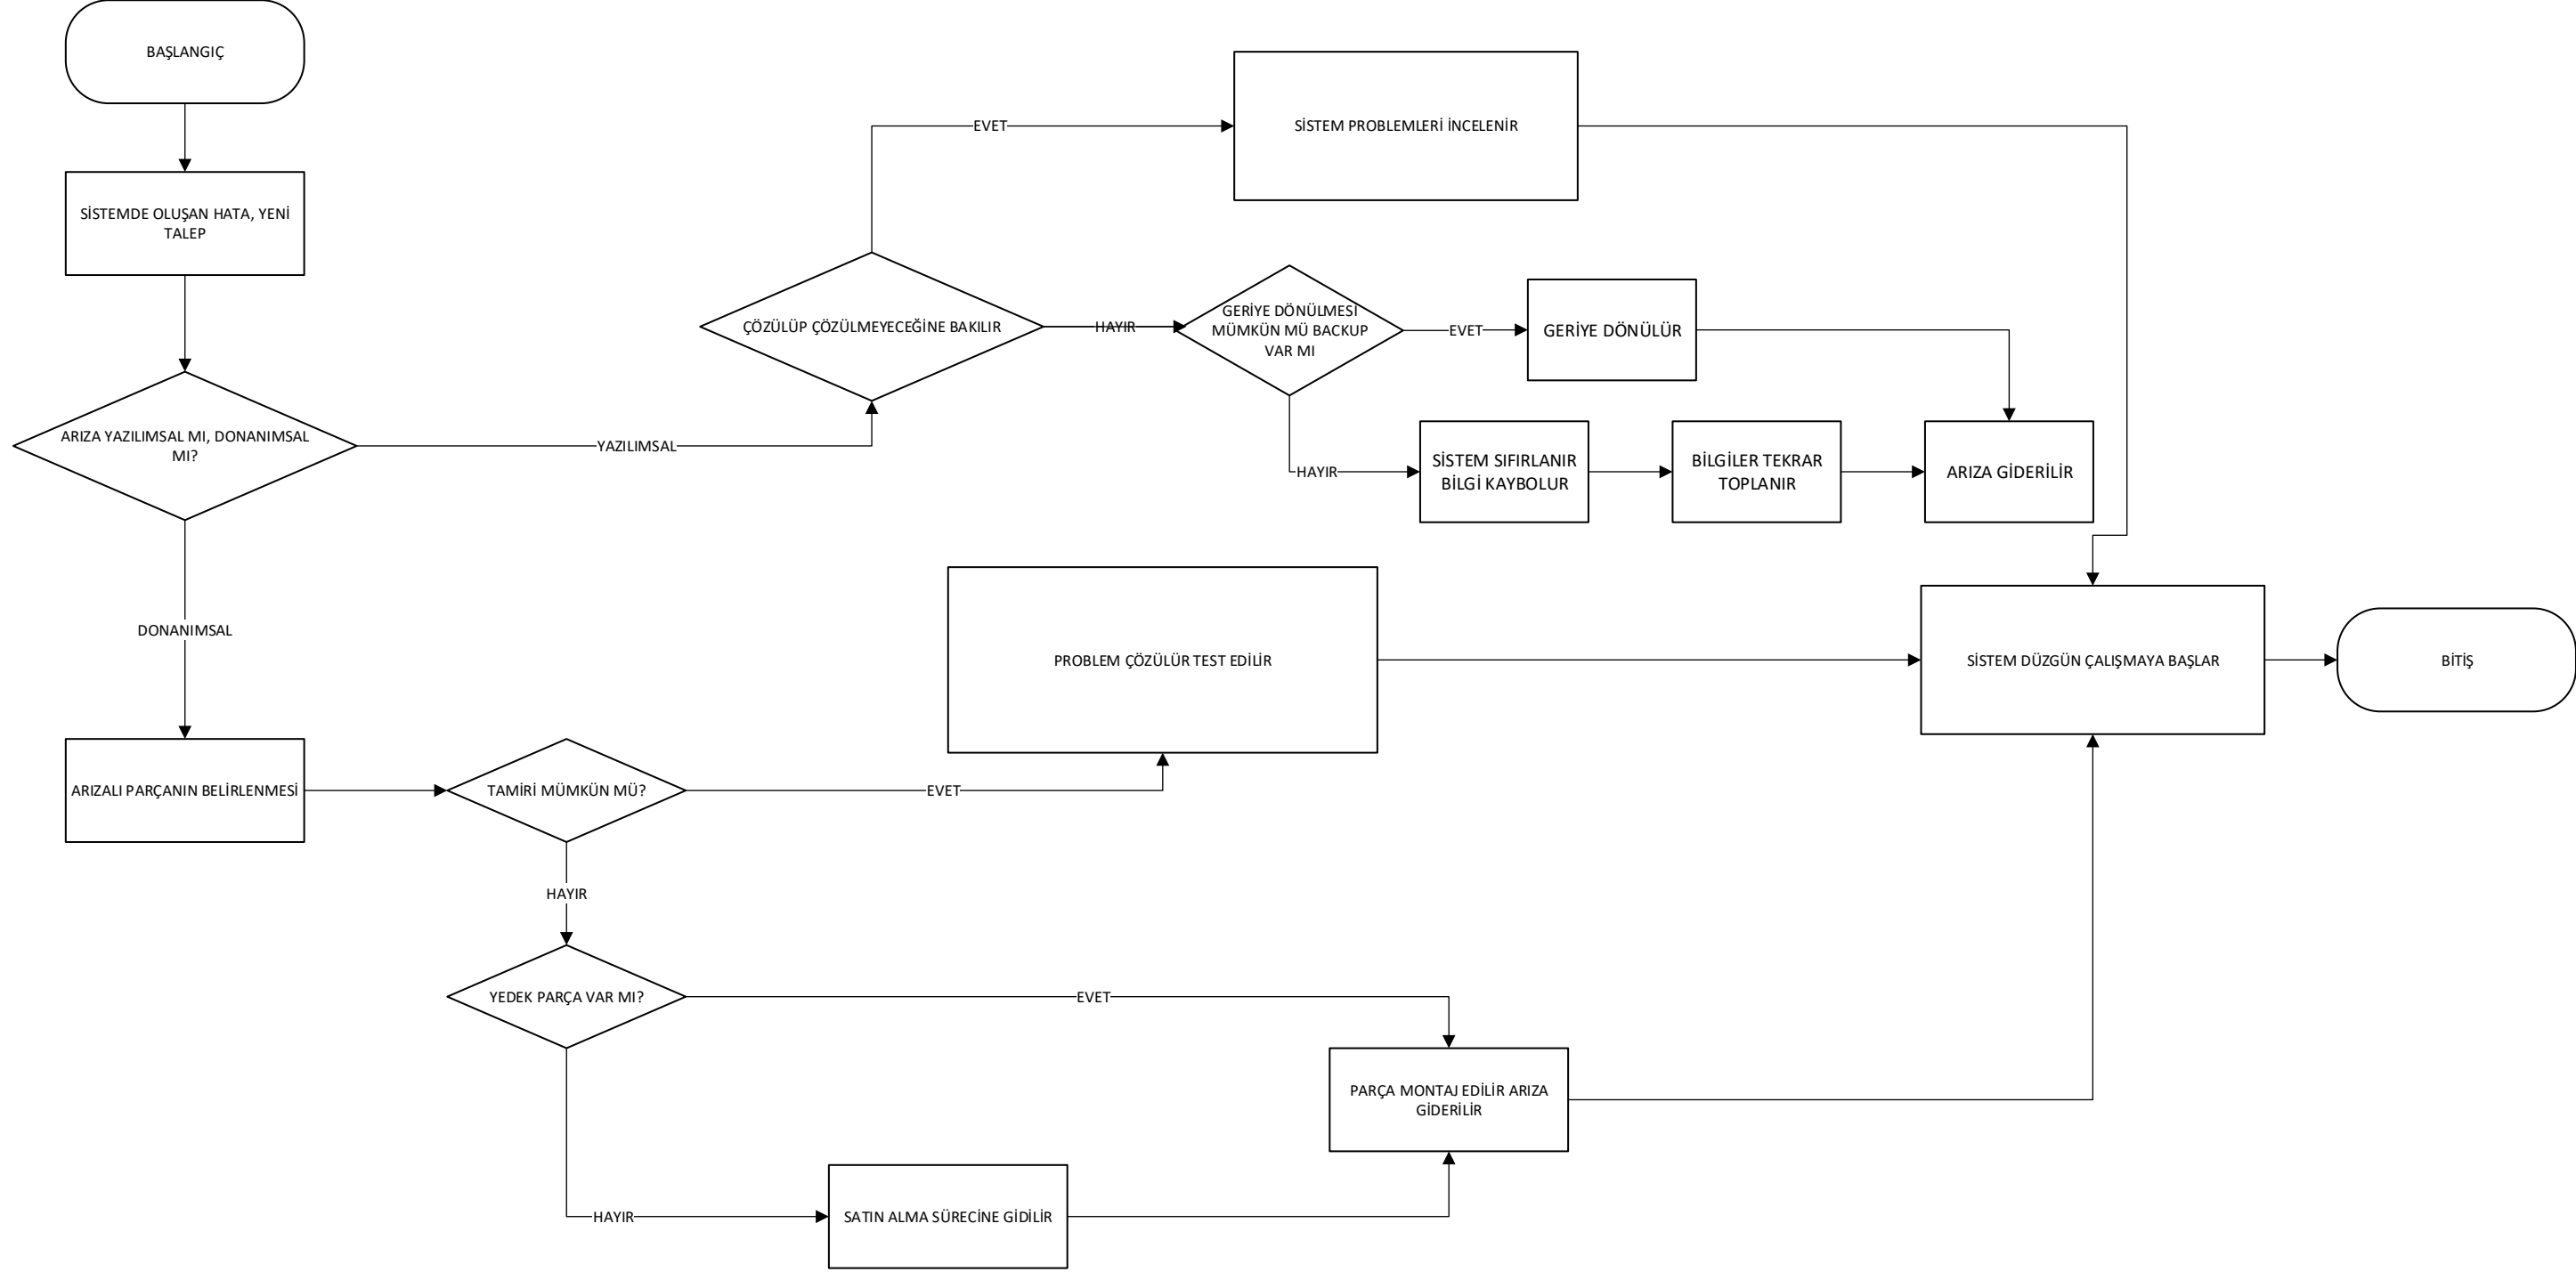 BAŞLANGIÇ
SİSTEMDE OLUŞAN HATA, YENİ
TALEP
ARIZA YAZILIMSAL MI, DONANIMSAL
MI?
YAZILIMSAL
DONANIMSAL
ÇÖZÜLÜP ÇÖZÜLMEYECEĞİNE BAKILIR
EVET
SİSTEM PROBLEMLERİ İNCELENİR
HAYIR
GERİYE DÖNÜLMESİ
MÜMKÜN MÜ BACKUP
VAR MI
EVET
GERİYE DÖNÜLÜR
HAYIR
SİSTEM SIFIRLANIR
BİLGİ KAYBOLUR
BİLGİLER TEKRAR
TOPLANIR
ARIZA GİDERİLİR
PROBLEM ÇÖZÜLÜR TEST EDİLİR
SİSTEM DÜZGÜN ÇALIŞMAYA BAŞLAR
BİTİŞ
ARIZALI PARÇANIN BELİRLENMESİ
TAMİRİ MÜMKÜN MÜ?
EVET
HAYIR
YEDEK PARÇA VAR MI?
EVET
PARÇA MONTAJ EDİLİR ARIZA
GİDERİLİR
HAYIR
SATIN ALMA SÜRECİNE GİDİLİR